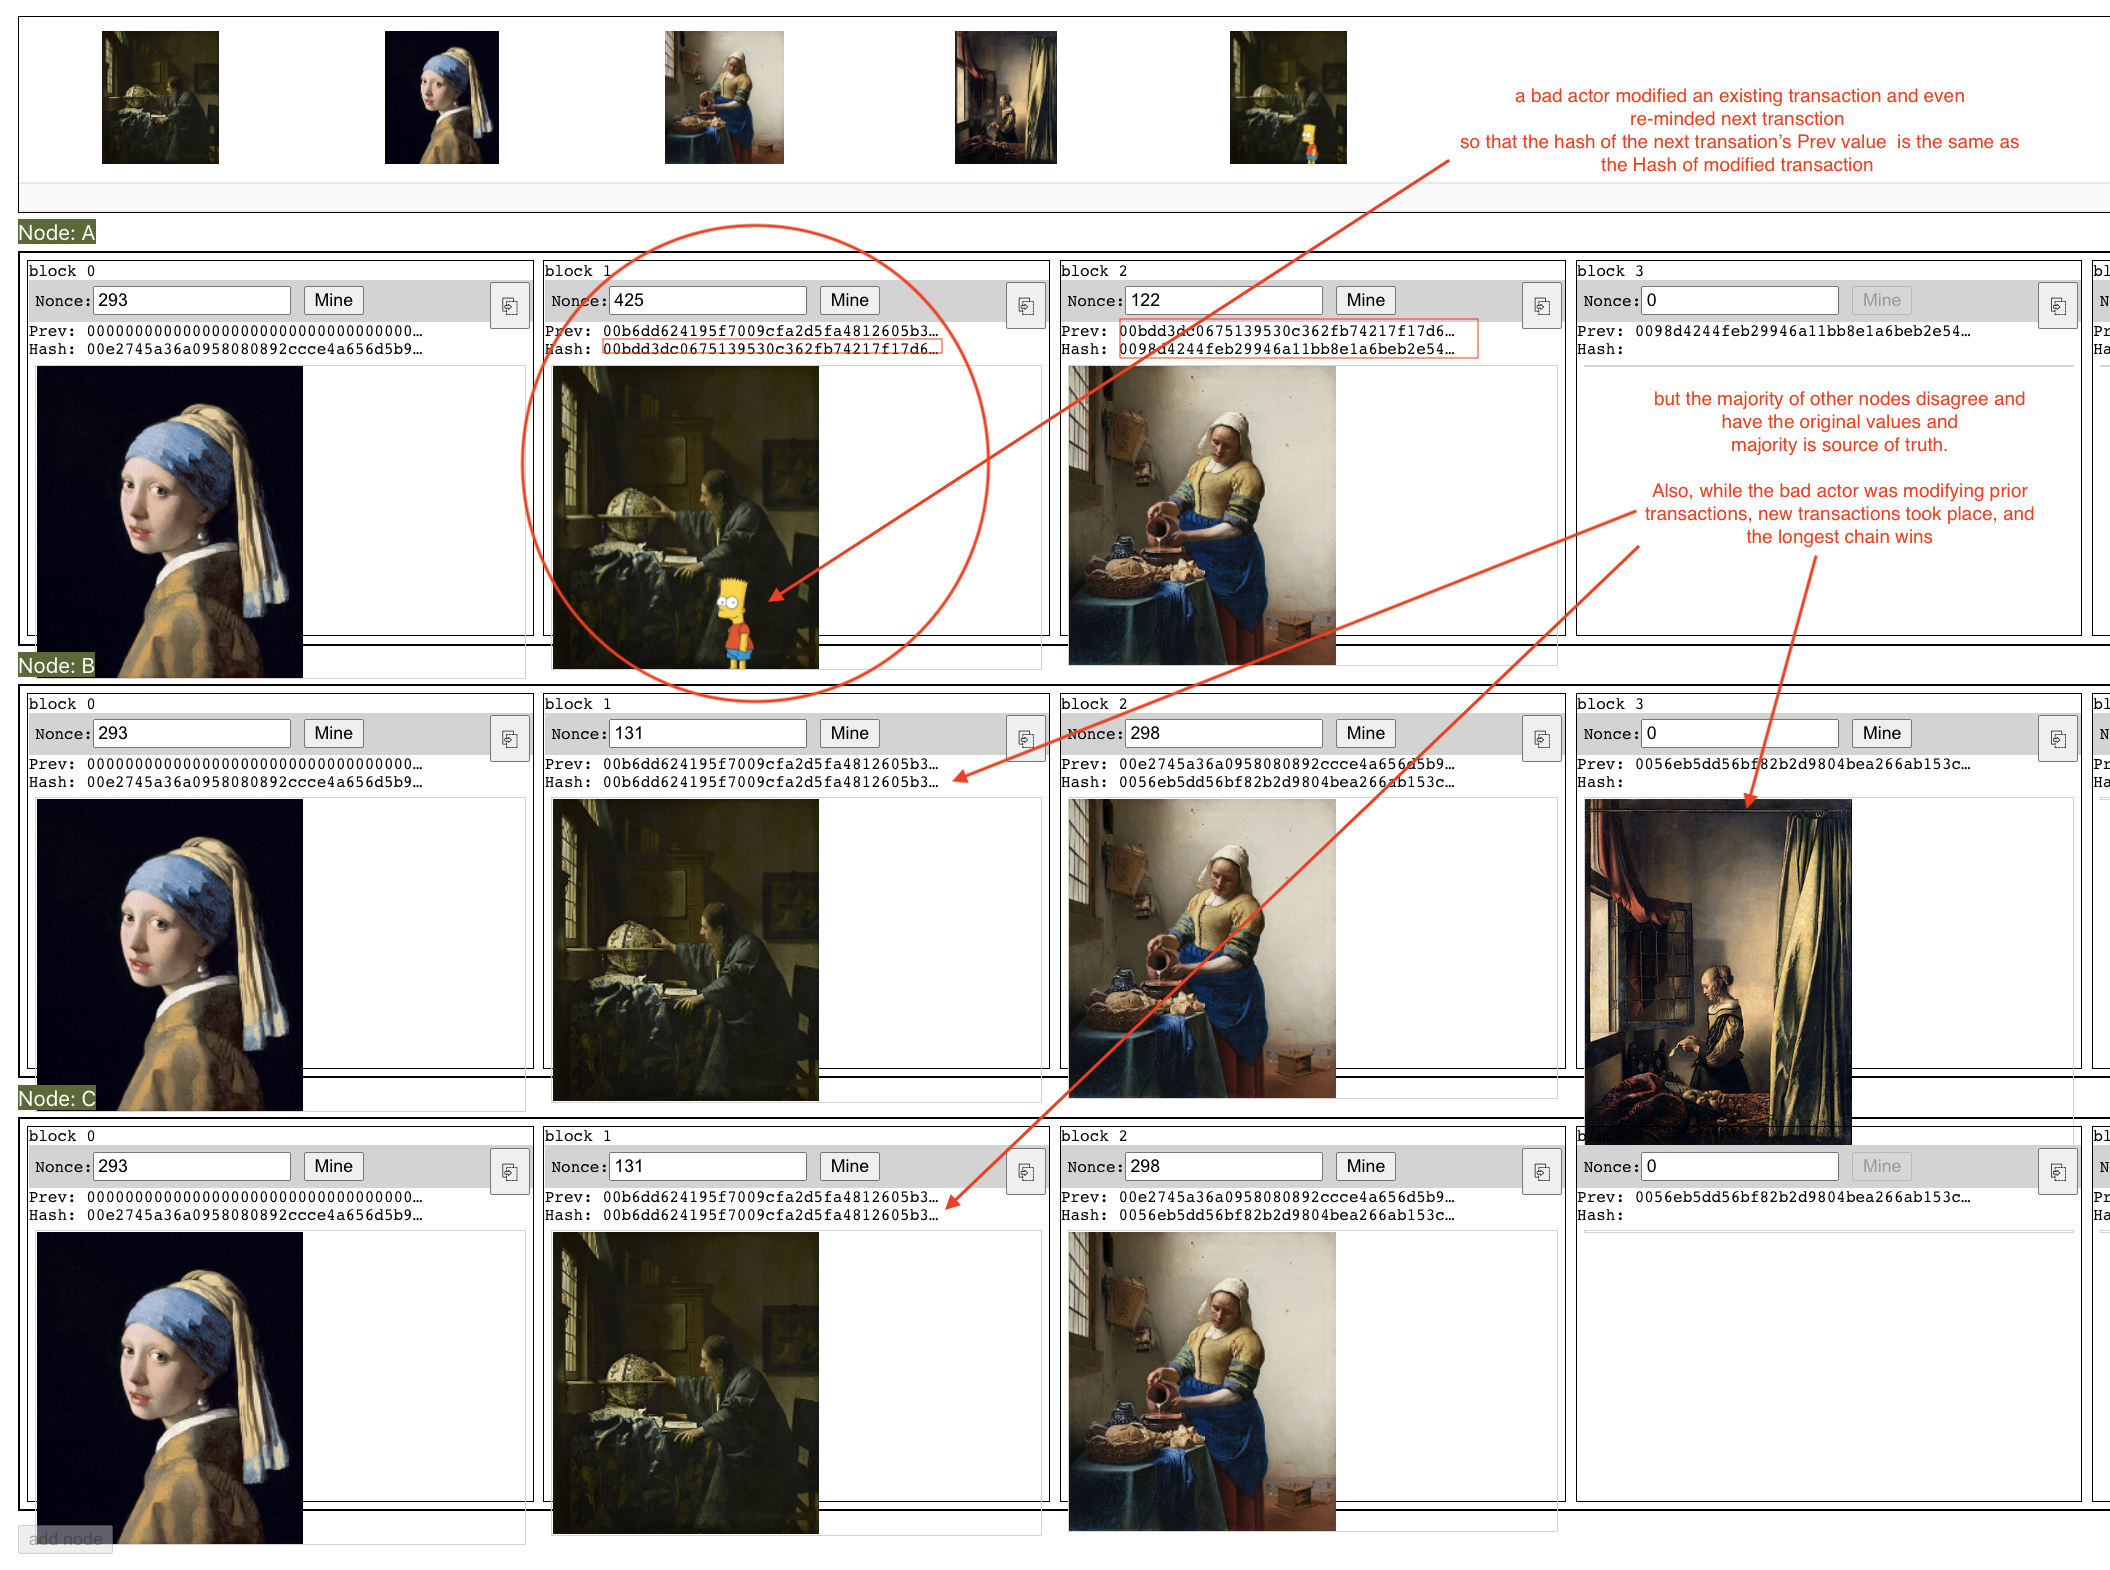 a bad actor modified an existing transaction and even
re-minded next transction
so that the hash of the next transation's Prev value is the same as
the Hash of modified transaction
Node: A
block 0
Nonce: 293 Mine
Prev: 0000000000000000000000000000000000…
Hash: 00e2745a36a0958080892ccce4a656d5b9…
block 1
Nonce: 425 Mine
Prev: 00b6dd624195f7009cfa2d5fa4812605b3…
Hash: 00bdd3dc0675139530c362fb74217f17d6…
block 2
Nonce: 122 Mine
Prev: 00bdd3dc0675139530c362fb74217f17d6…
Hash: 0098d4244feb29946a11bb8e1a6beb2e54…
block 3
Nonce: 0 Mine
Prev: 0098d4244feb29946a11bb8e1a6beb2e54…
Hash:
but the majority of other nodes disagree and
have the original values and
majority is source of truth.
Also, while the bad actor was modifying prior
transactions, new transactions took place, and
the longest chain wins
Node: B
block 0
Nonce: 293 Mine
Prev: 0000000000000000000000000000000000…
Hash: 00e2745a36a0958080892ccce4a656d5b9…
block 1
Nonce: 131 Mine
Prev: 00b6dd624195f7009cfa2d5fa4812605b3…
Hash: 00b6dd624195f7009cfa2d5fa4812605b3…
block 2
Nonce: 298 Mine
Prev: 00e2745a36a0958080892ccce4a656d5b9…
Hash: 0056eb5dd56bf82b2d9804bea266ab153c…
block 3
Nonce: 0 Mine
Prev: 0056eb5dd56bf82b2d9804bea266ab153c…
Hash:
Node: C
block 0
Nonce: 293 Mine
Prev: 0000000000000000000000000000000000…
Hash: 00e2745a36a0958080892ccce4a656d5b9…
block 1
Nonce: 131 Mine
Prev: 00b6dd624195f7009cfa2d5fa4812605b3…
Hash: 00b6dd624195f7009cfa2d5fa4812605b3…
block 2
Nonce: 298 Mine
Prev: 00e2745a36a0958080892ccce4a656d5b9…
Hash: 0056eb5dd56bf82b2d9804bea266ab153c…
Nonce: 0 Mine
Prev: 0056eb5dd56bf82b2d9804bea266ab153c…
Hash:
add node